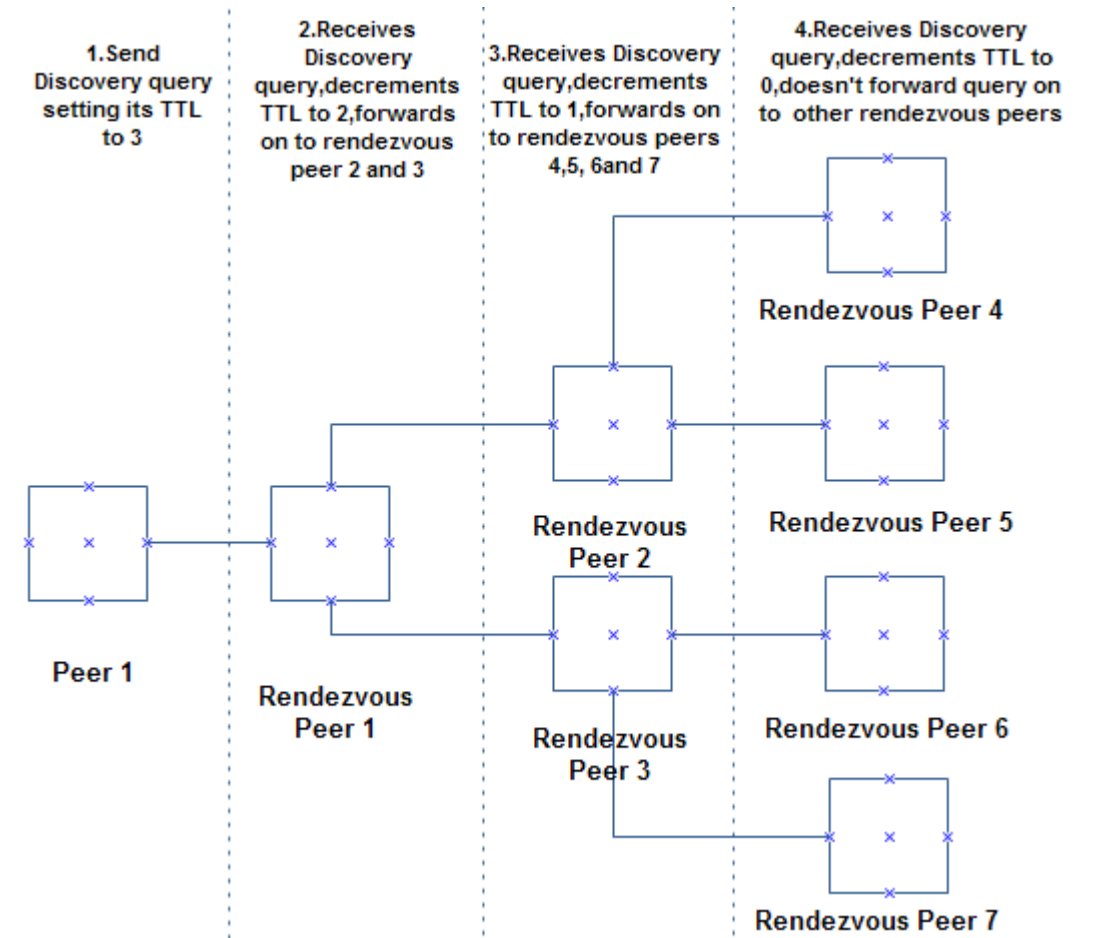 1.Send
Discovery query
setting its TTL
to 3
2.Receives
Discovery
query,decrements
TTL to 2,forwards
on to rendezvous
peer 2 and 3
3.Receives Discovery
query,decrements
TTL to 1,forwards on
to rendezvous peers
4,5, 6and 7
4.Receives Discovery
query,decrements TTL to
0,doesn't forward query on
to other rendezvous peers
Rendezvous Peer 4
Rendezvous
Peer 2
Rendezvous Peer 5
Peer 1
Rendezvous
Peer 1
Rendezvous
Peer 3
Rendezvous Peer 6
Rendezvous Peer 7